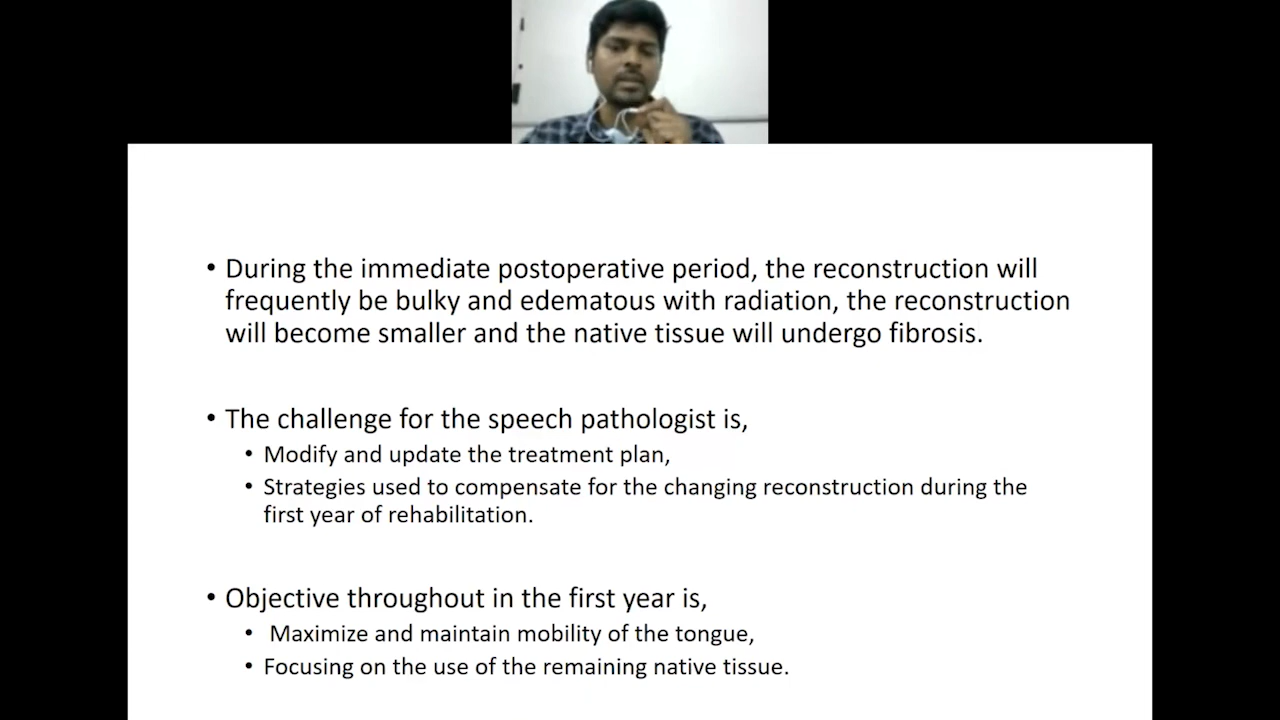 • During the immediate postoperative period, the reconstruction will
frequently be bulky and edematous with radiation, the reconstruction
will become smaller and the native tissue will undergo fibrosis.
• The challenge for the speech pathologist is,
• Modify and update the treatment plan,
• Strategies used to compensate for the changing reconstruction during the
first year of rehabilitation.
• Objective throughout in the first year is,
• Maximize and maintain mobility of the tongue,
• Focusing on the use of the remaining native tissue.